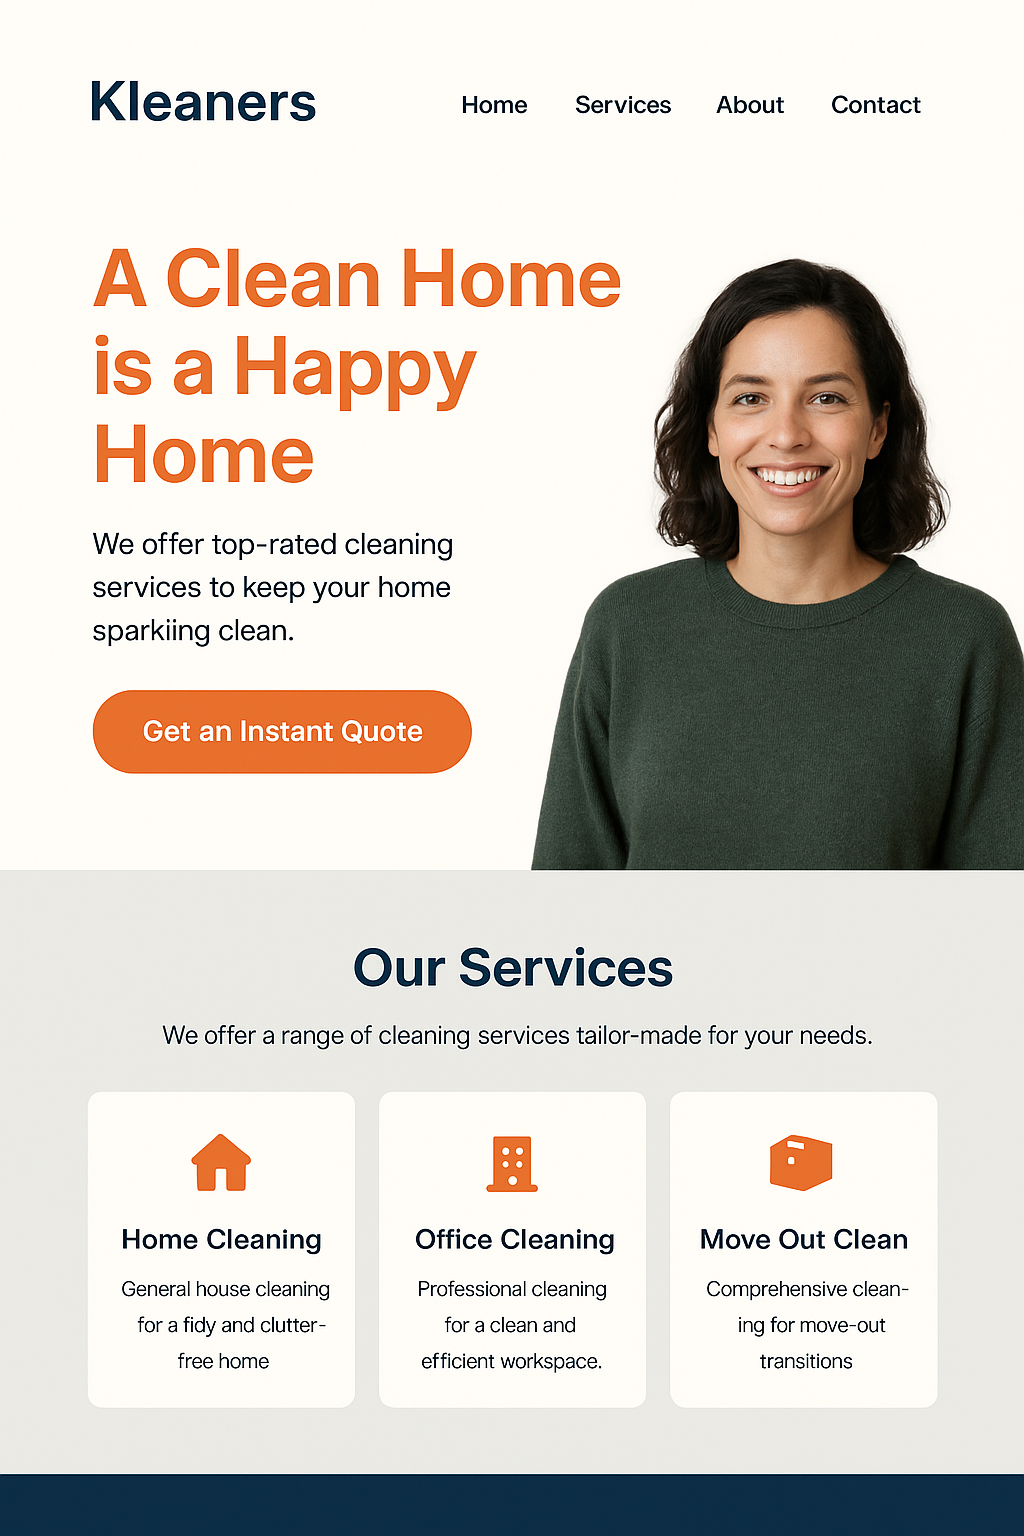 Kleaners
Home Services About Contact
A Clean Home
is a Happy
Home
We offer top-rated cleaning
services to keep your home
sparkiing clean.
Get an Instant Quote
Our Services
We offer a range of cleaning services tailor-made for your needs.
Home Cleaning
General house cleaning
for a fidy and clutter-
free home
Office Cleaning
Professional cleaning
for a clean and
efficient workspace.
Move Out Clean
Comprehensive clean-
ing for move-out
transitions